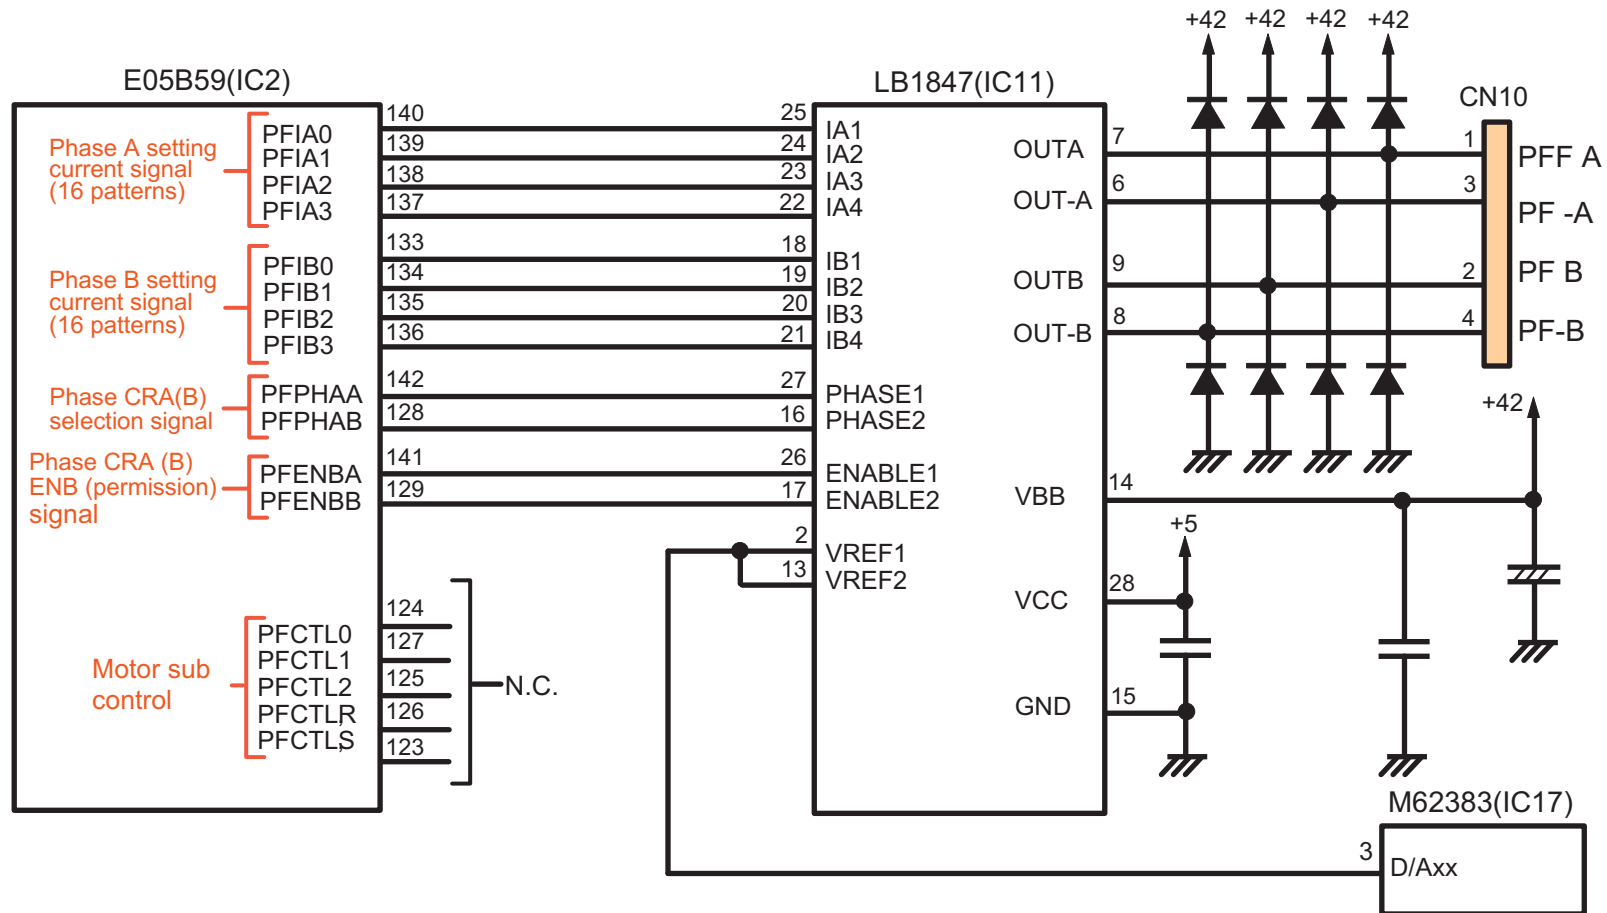 +42 +42 +42 +42
E05B59(IC2)
LB1847(IC11)
CN10
Phase A setting
current signal
(16 patterns)
PFIA0
PFIA1
PFIA2
PFIA3
140
139
138
137
25
24
23
22
IA1
IA2
IA3
IA4
Phase B setting
current signal
(16 patterns)
PFIB0
PFIB1
PFIB2
PFIB3
133
134
135
136
18
19
20
21
IB1
IB2
IB3
IB4
Phase CRA(B)
selection signal
PFPHAA
PFPHAB
142
128
27
16
PHASE1
PHASE2
Phase CRA (B)
ENB (permission)
signal
PFENBA
PFENBB
141
129
26
17
ENABLE1
ENABLE2
2
13
VREF1
VREF2
Motor sub
control
PFCTL0
PFCTL1
PFCTL2
PFCTL,R
PFCTL,S
124
127
125
126
123
N.C.
OUTA 7
OUT-A 6
OUTB 9
OUT-B 8
1 PFF A
3 PF -A
2 PF B
4 PF-B
+42
VBB 14
+5
VCC 28
GND 15
M62383(IC17)
3 D/Axx